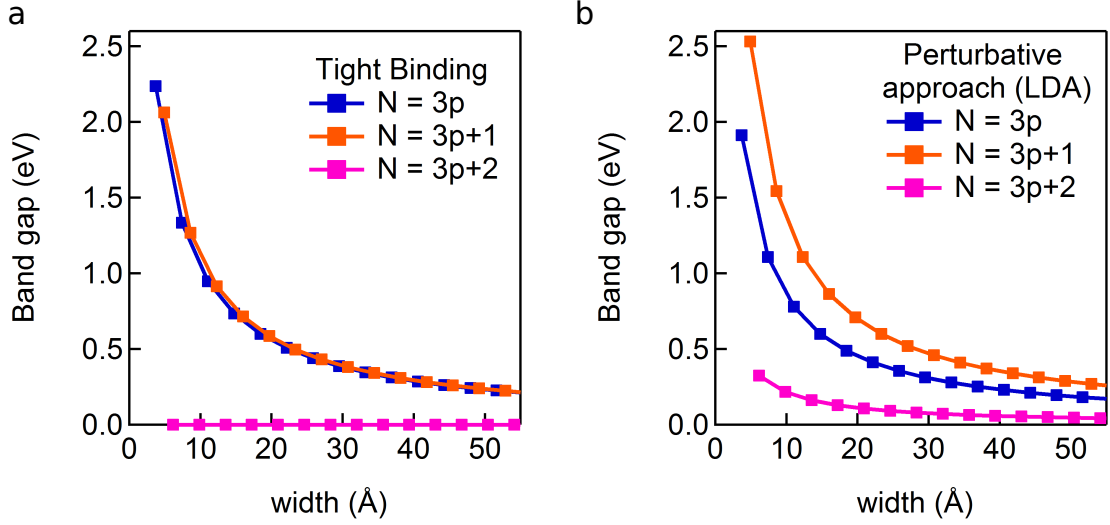 a
Band gap (eV)
2.5
2.0
1.5
1.0
0.5
0.0
0
10
20
30
40
50
width (Å)
Tight Binding
N = 3p
N = 3p+1
N = 3p+2
b
Band gap (eV)
2.5
2.0
1.5
1.0
0.5
0.0
0
10
20
30
40
50
width (Å)
Perturbative
approach (LDA)
N = 3p
N = 3p+1
N = 3p+2